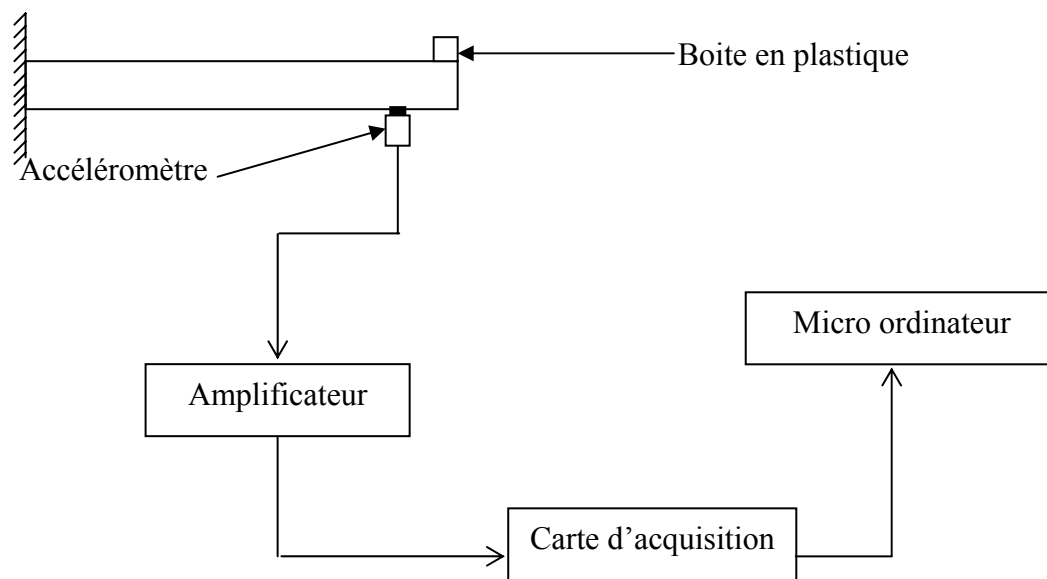 Boite en plastique
Accéléromètre
Micro ordinateur
Amplificateur
Carte d'acquisition